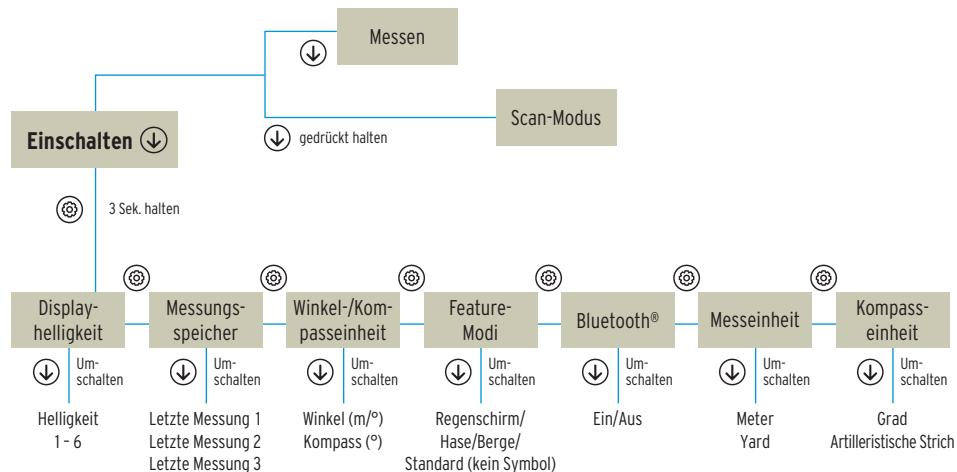 Messen
Scan-Modus
gedrückt halten
Einschalten
3 Sek. halten
Display-
helligkeit
Messungs-
speicher
Winkel-/Kom-
passeinheit
Feature-
Modi
Bluetooth®
Messeinheit
Kompass-
einheit
Um-
schalten
Um-
schalten
Um-
schalten
Um-
schalten
Um-
schalten
Um-
schalten
Um-
schalten
Helligkeit
1 - 6
Letzte Messung 1
Letzte Messung 2
Letzte Messung 3
Winkel (m/°)
Kompass (°)
Regenschirm/
Hase/Berge/
Standard (kein Symbol)
Ein/Aus
Meter
Yard
Grad
Artilleristische Strich